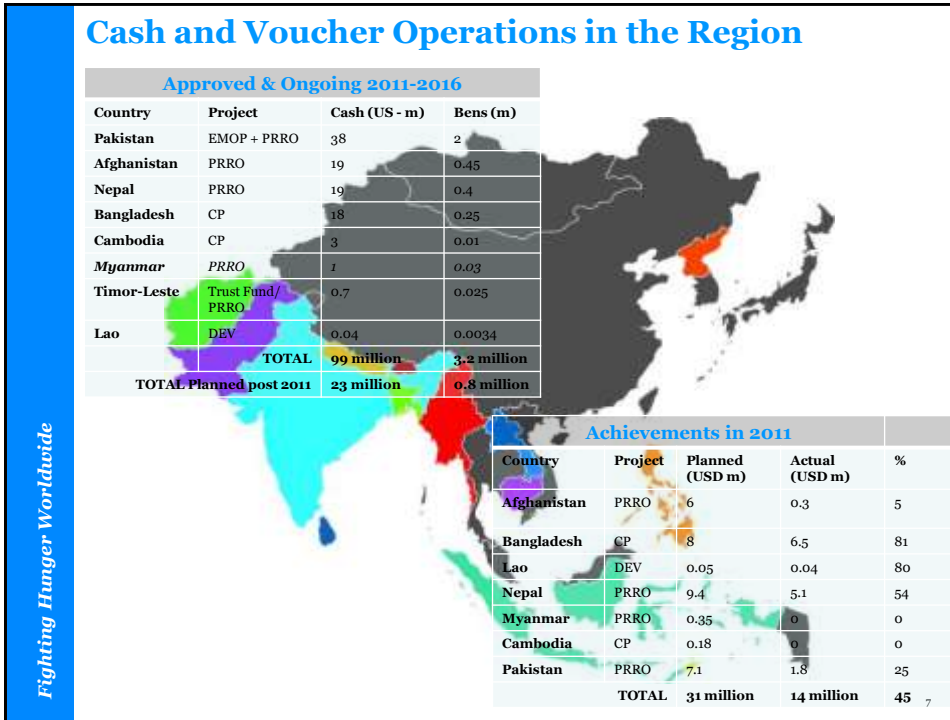 Cash and Voucher Operations in the Region
Approved & Ongoing 2011-2016
Country Project Cash (US - m) Bens (m)
Pakistan EMOP + PRRO 38 2
Afghanistan PRRO 19 0.45
Nepal PRRO 19 0.4
Bangladesh CP 18 0.25
Cambodia CP 3 0.01
Myanmar PRRO 1 0.03
Timor-Leste Trust Fund/ 0.7 0.025
PRRO
Lao DEV 0.04 0.0034
TOTAL 99 million 3.2 million
TOTAL Planned post 2011 23 million 0.8 million
Achievements in 2011
Country Project Planned Actual %
(USD m) (USD m)
Afghanistan PRRO 6 0.3 5
Bangladesh CP 8 6.5 81
Lao DEV 0.05 0.04 80
Nepal PRRO 9.4 5.1 54
Myanmar PRRO 0.35 0 0
Cambodia CP 0.18 0 0
Pakistan PRRO 7.1 1.8 25
TOTAL 31 million 14 million 45
Fighting Hunger Worldwide
7